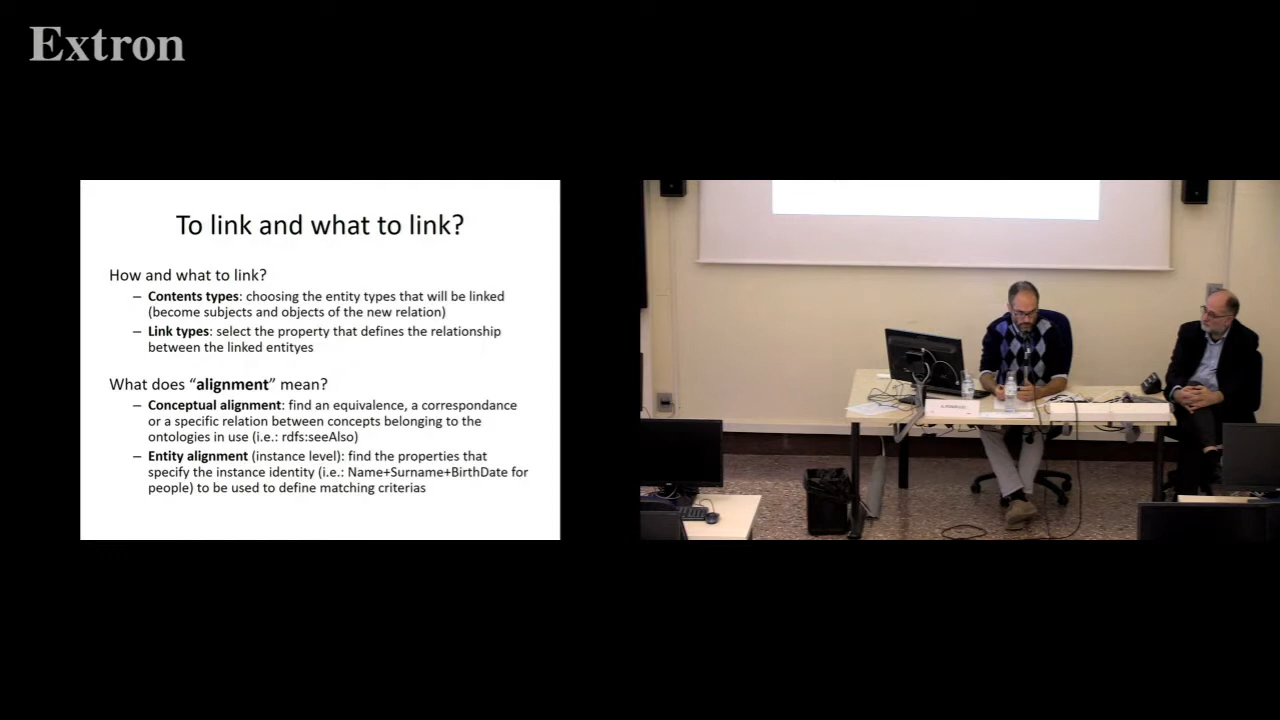 Extron
To link and what to link?
How and what to link?
– Contents types: choosing the entity types that will be linked
(become subjects and objects of the new relation)
– Link types: select the property that defines the relationship
between the linked entityes
What does “alignment” mean?
– Conceptual alignment: find an equivalence, a correspondance
or a specific relation between concepts belonging to the
ontologies in use (i.e.: rdfs:seeAlso)
– Entity alignment (instance level): find the properties that
specify the instance identity (i.e.: Name+Surname+BirthDate for
people) to be used to define matching criterias